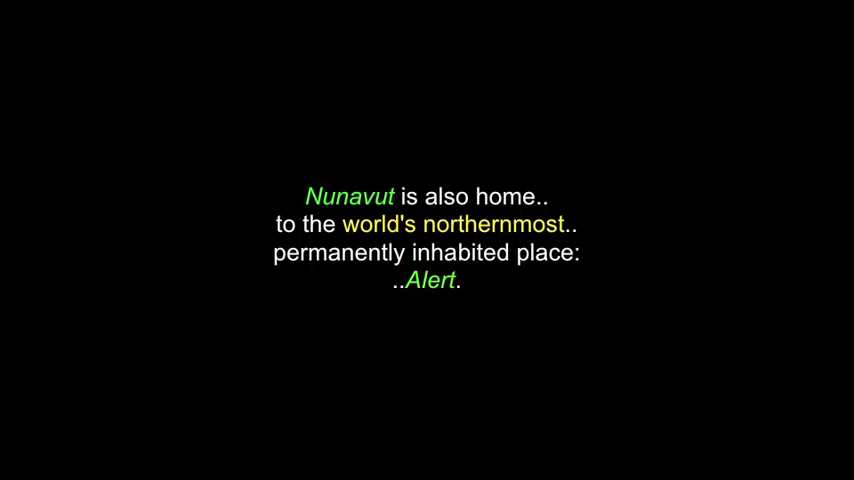 Nunavut is also home..
to the world's northernmost..
permanently inhabited place:
..Alert.